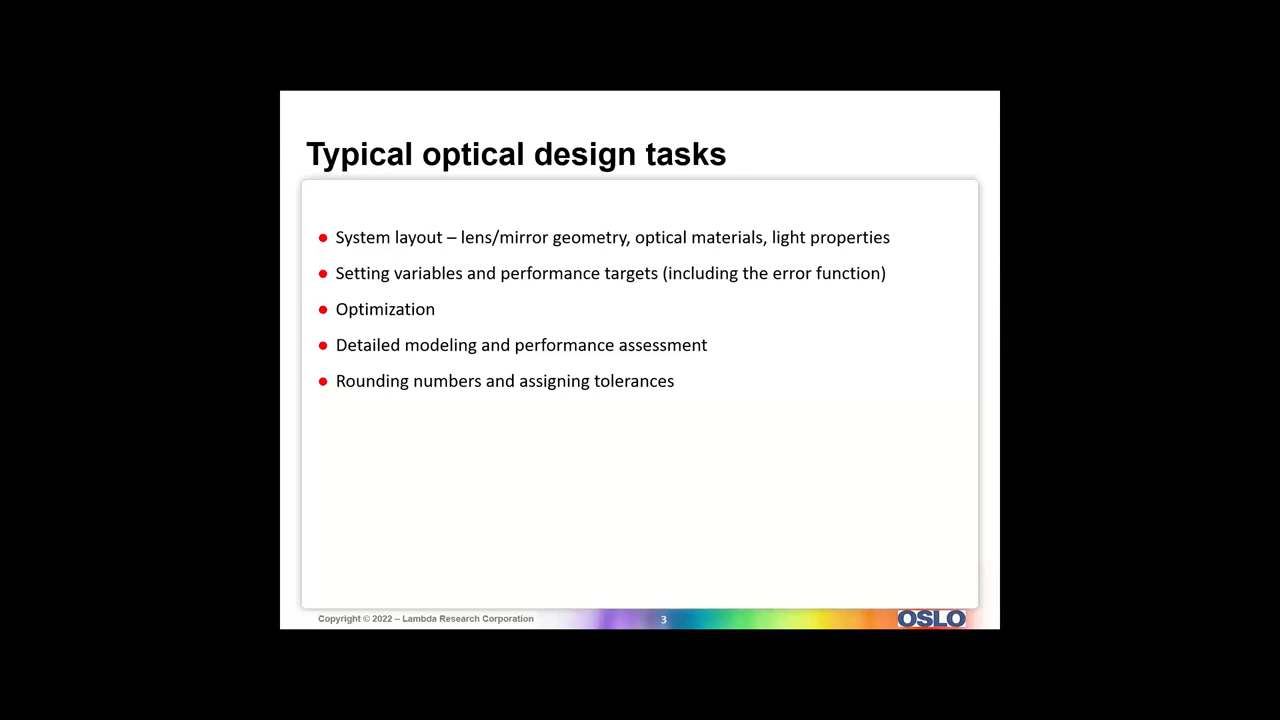 Typical optical design tasks
● System layout – lens/mirror geometry, optical materials, light properties
● Setting variables and performance targets (including the error function)
● Optimization
● Detailed modeling and performance assessment
● Rounding numbers and assigning tolerances
Copyright © 2022 – Lambda Research Corporation
3
OSLO